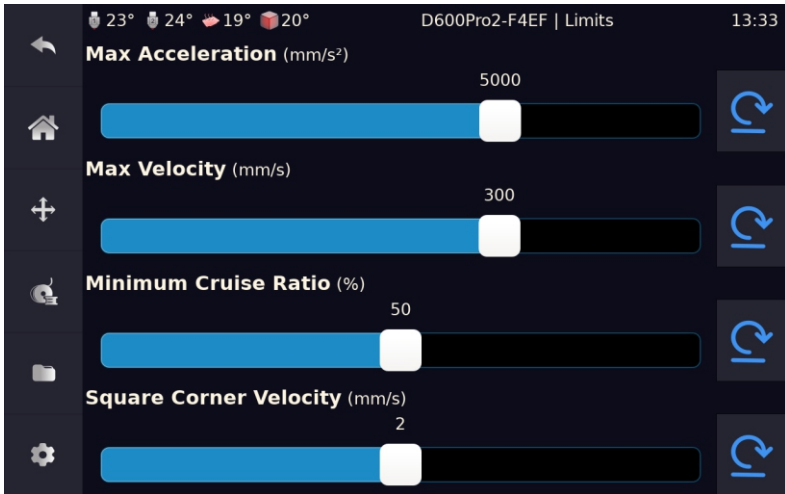 23° 24° 19° 20° D600Pro2-F4EF | Limits 13:33
Max Acceleration (mm/s²)
5000
Max Velocity (mm/s)
300
Minimum Cruise Ratio (%)
50
Square Corner Velocity (mm/s)
2